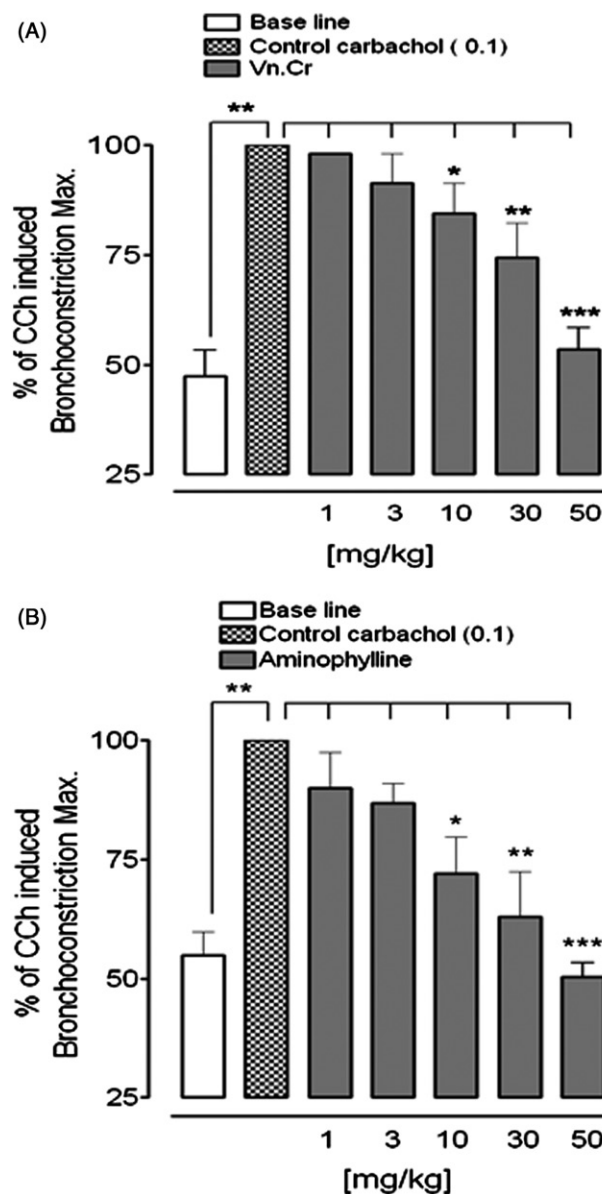 (A)
Base line
Control carbachol ( 0.1)
Vn.Cr
**
100
75
50
25
% of CCh induced
Bronchoconstriction Max.
*
**
***
1 3 10 30 50
[mg/kg]
(B)
Base line
Control carbachol (0.1)
Aminophylline
**
100
75
50
25
% of CCh induced
Bronchoconstriction Max.
*
**
***
1 3 10 30 50
[mg/kg]